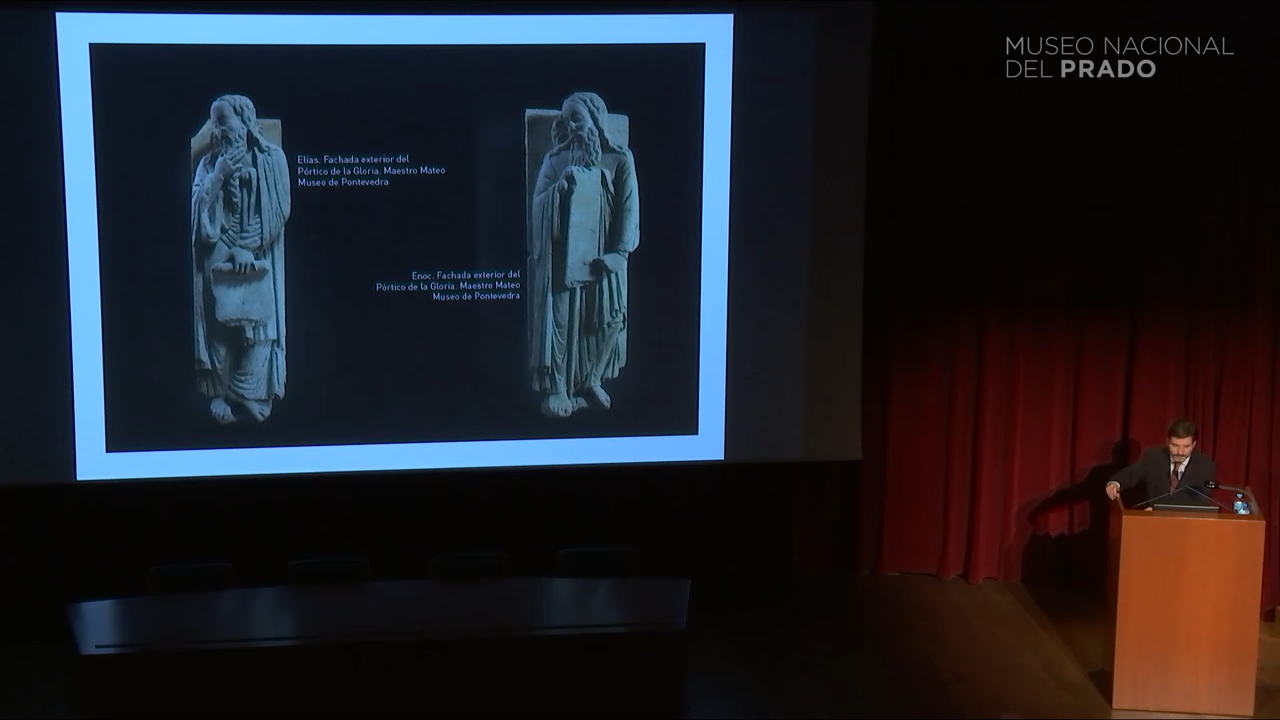 MUSEO NACIONAL
DEL PRADO
Elías. Fachada exterior del
Pórtico de la Gloria. Maestro Mateo
Museo de Pontevedra
Enoc. Fachada exterior del
Pórtico de la Gloria. Maestro Mateo
Museo de Pontevedra